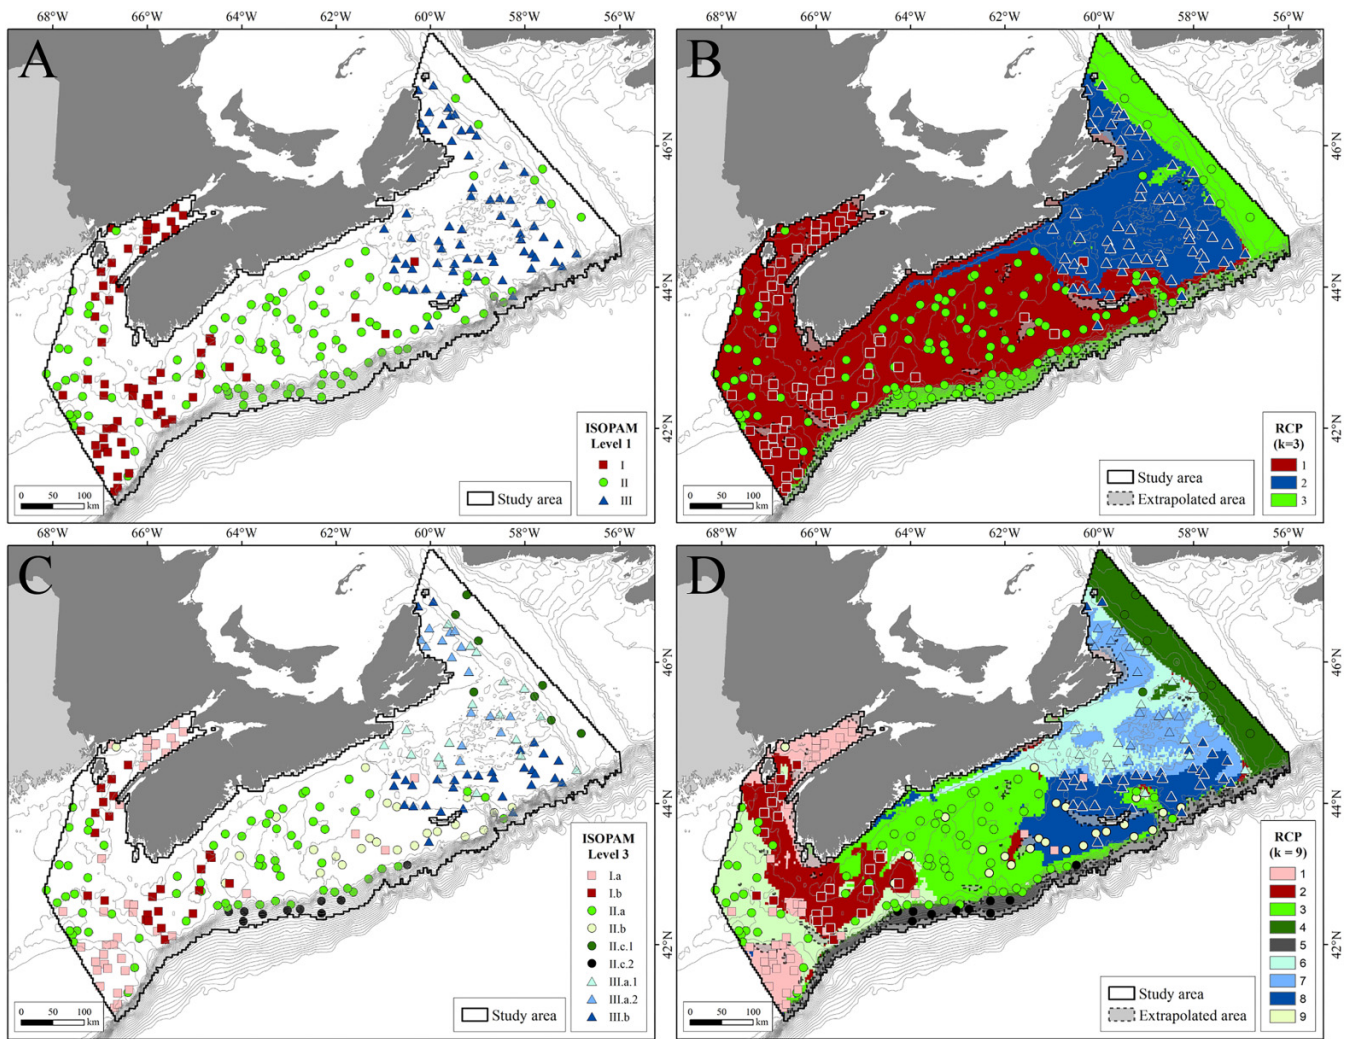 68°W 66°W 64°W 62°W 60°W 58°W 56°W 68°W 66°W 64°W 62°W 60°W 58°W 56°W
A
46°N
44°N
42°N
ISOPAM
Level 1
I
II
III
Study area
0 50 100
km
B
46°N
44°N
42°N
RCP
(k=3)
1
2
3
Study area
Extrapolated area
0 50 100
km
68°W 66°W 64°W 62°W 60°W 58°W 56°W 68°W 66°W 64°W 62°W 60°W 58°W 56°W
C
46°N
44°N
42°N
ISOPAM
Level 3
I.a
I.b
II.a
II.b
II.c.1
II.c.2
III.a.1
III.a.2
III.b
Study area
0 50 100
km
D
46°N
44°N
42°N
RCP
(k = 9)
1
2
3
4
5
6
7
8
9
Study area
Extrapolated area
0 50 100
km